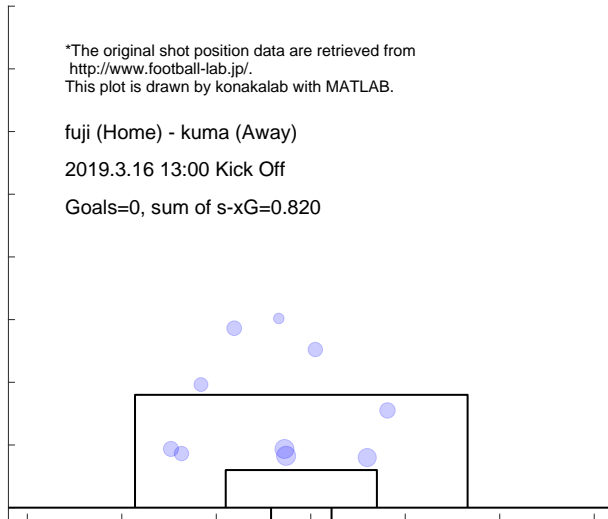 *The original shot position data are retrieved from
http://www.football-lab.jp/.
This plot is drawn by konakalab with MATLAB.
fuji (Home) - kuma (Away)
2019.3.16 13:00 Kick Off
Goals=0, sum of s-xG=0.820